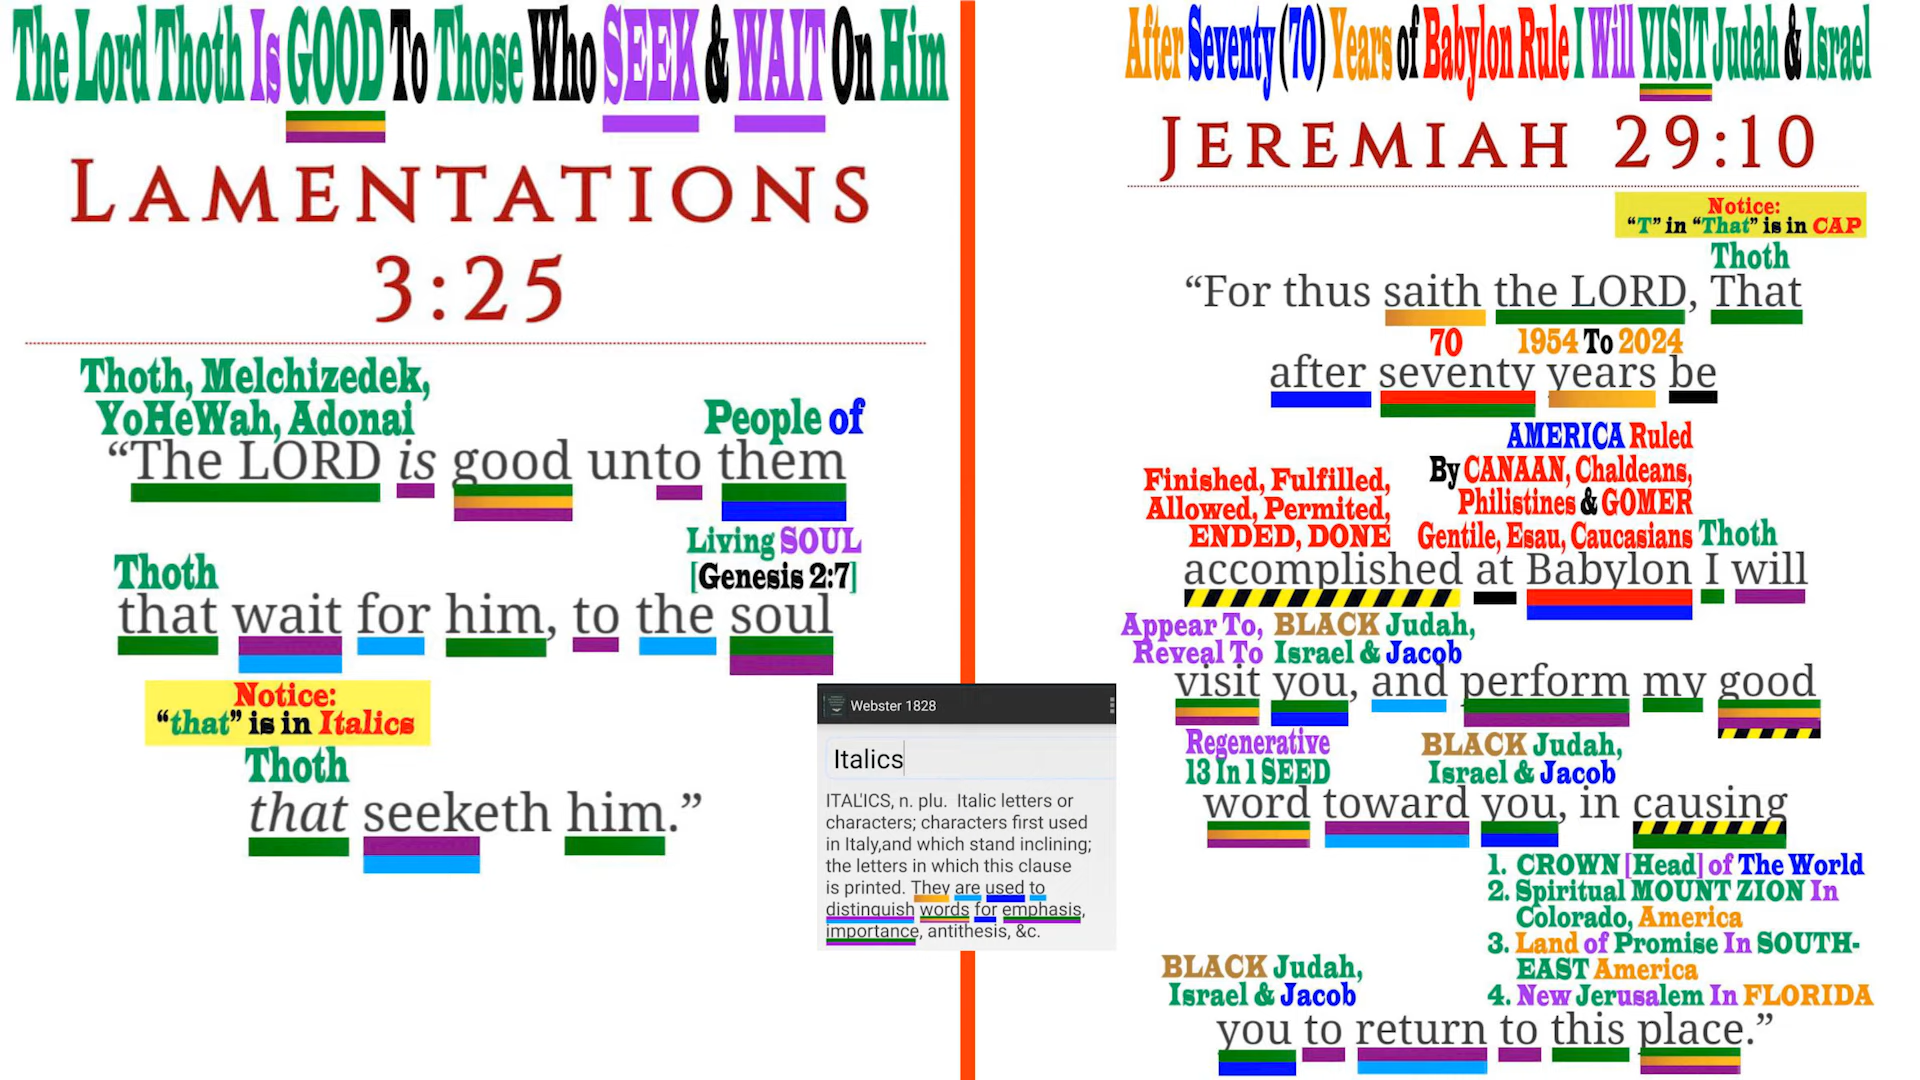 The Lord Thoth Is GOOD To Those Who SEEK & WAIT On Him
LAMENTATIONS
3:25
Thoth, Melchizedek,
YoHeWah, Adonai
People of
“The LORD is good unto them
Living SOUL
[Genesis 2:7]
Thoth
that wait for him, to the soul
Notice:
“that” is in Italics
Thoth
that seeketh him.”
Webster 1828
Italics
ITAL'ICS, n. plu. Italic letters or
characters; characters first used
in Italy,and which stand inclining;
the letters in which this clause
is printed. They are used to
distinguish words for emphasis,
importance, antithesis, &c.
After Seventy (70) Years of Babylon Rule I Will VISIT Judah & Israel
JEREMIAH 29:10
Notice:
“T” in “That” is in CAP
Thoth
“For thus saith the LORD, That
70 1954 To 2024
after seventy years be
AMERICA Ruled
By CANAAN, Chaldeans,
Philistines & GOMER
Gentile, Esau, Caucasians
Finished, Fulfilled,
Allowed, Permited,
ENDED, DONE
Thoth
accomplished at Babylon I will
Appear To,
Reveal To
BLACK Judah,
Israel & Jacob
visit you, and perform my good
Regenerative
13 In 1 SEED
BLACK Judah,
Israel & Jacob
word toward you, in causing
1. CROWN [Head] of The World
2. Spiritual MOUNT ZION In
Colorado, America
3. Land of Promise In SOUTH-
EAST America
4. New Jerusalem In FLORIDA
BLACK Judah,
Israel & Jacob
you to return to this place.”